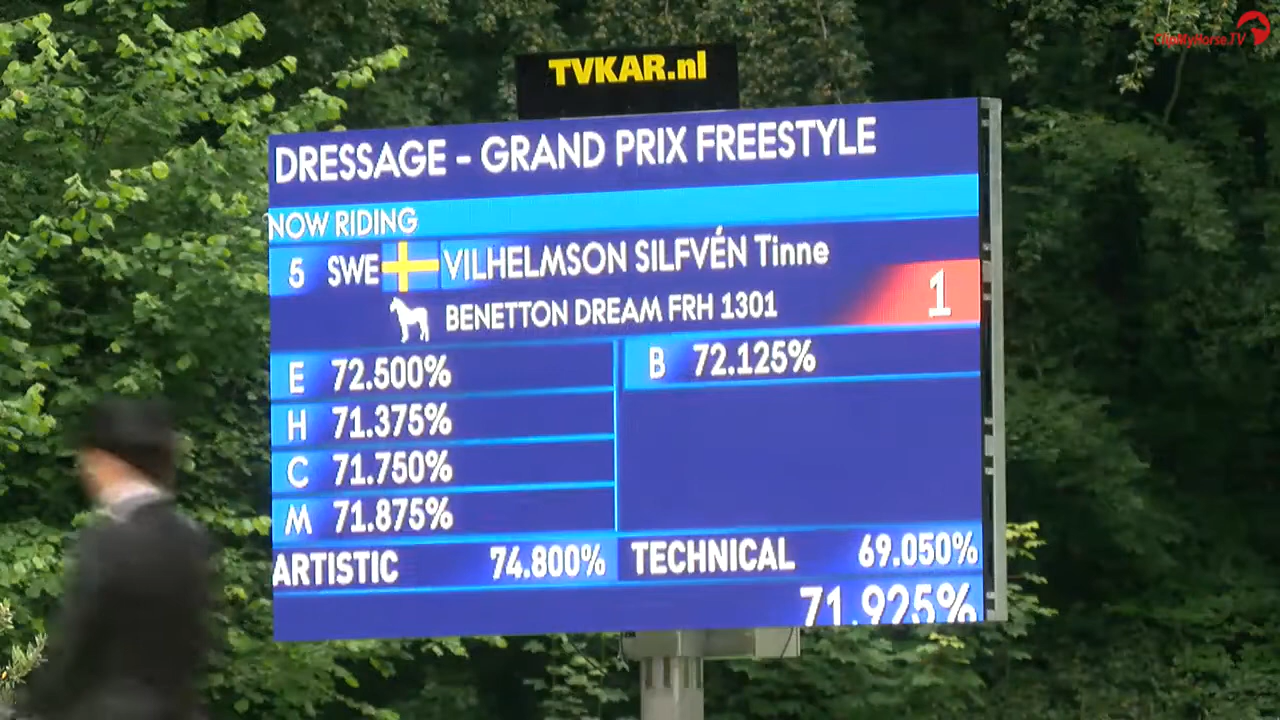 ClipMyHorse.TV
TVKAR.nl
DRESSAGE - GRAND PRIX FREESTYLE
NOW RIDING
5 SWE VILHELMSON SILFVÉN Tinne
BENETTON DREAM FRH 1301
1
E 72.500%
B 72.125%
H 71.375%
C 71.750%
M 71.875%
ARTISTIC 74.800% TECHNICAL 69.050%
71.925%